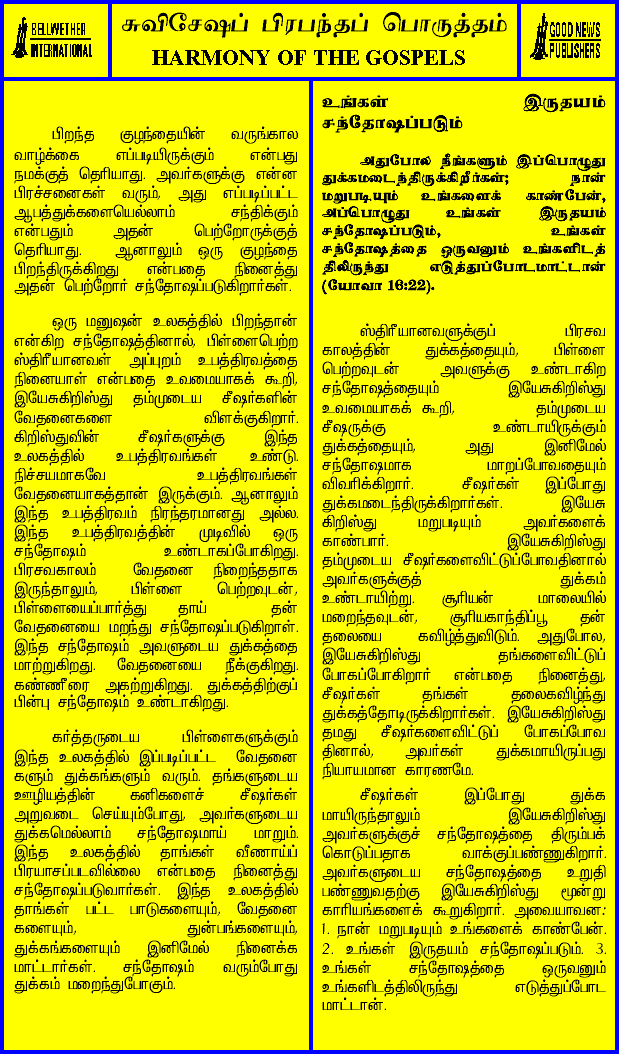 BELLWETHER
INTERNATIONAL
சுவிசேஷப் பிரபந்தப் பொருத்தம்
HARMONY OF THE GOSPELS
GOOD NEWS
PUBLISHERS
பிறந்த குழந்தையின் வருங்கால
வாழ்க்கை எப்படியிருக்கும் என்பது
நமக்குத் தெரியாது. அவர்களுக்கு என்ன
பிரச்சனைகள் வரும், அது எப்படிப்பட்ட
ஆபத்துக்களையெல்லாம் சந்திக்கும்
என்பதும் அதன் பெற்றோருக்குத்
தெரியாது. ஆனாலும் ஒரு குழந்தை
பிறந்திருக்கிறது என்பதை நினைத்து
அதன் பெற்றோர் சந்தோஷப்படுகிறார்கள்.
ஒரு மனுஷன் உலகத்தில் பிறந்தான்
என்கிற சந்தோஷத்தினால், பிள்ளைபெற்ற
ஸ்திரீயானவள் அப்புறம் உபத்திரவத்தை
நினையாள் என்பதை உவமையாகக் கூறி,
இயேசுகிறிஸ்து தம்முடைய சீஷர்களின்
வேதனைகளை விளக்குகிறார்.
கிறிஸ்துவின் சீஷர்களுக்கு இந்த
உலகத்தில் உபத்திரவங்கள் உண்டு.
நிச்சயமாகவே உபத்திரவங்கள்
வேதனையாகத்தான் இருக்கும். ஆனாலும்
இந்த உபத்திரவம் நிரந்தரமானது அல்ல.
இந்த உபத்திரவத்தின் முடிவில் ஒரு
சந்தோஷம் உண்டாகப்போகிறது.
பிரசவகாலம் வேதனை நிறைந்ததாக
இருந்தாலும், பிள்ளை பெற்றவுடன்,
பிள்ளையைப்பார்த்து தாய் தன்
வேதனையை மறந்து சந்தோஷப்படுகிறாள்.
இந்த சந்தோஷம் அவளுடைய துக்கத்தை
மாற்றுகிறது. வேதனையை நீக்குகிறது.
கண்ணீரை அகற்றுகிறது. துக்கத்திற்குப்
பின்பு சந்தோஷம் உண்டாகிறது.
கர்த்தருடைய பிள்ளைகளுக்கும்
இந்த உலகத்தில் இப்படிப்பட்ட வேதனை
களும் துக்கங்களும் வரும். தங்களுடைய
ஊழியத்தின் கனிகளைச் சீஷர்கள்
அறுவடை செய்யும்போது, அவர்களுடைய
துக்கமெல்லாம் சந்தோஷமாய் மாறும்.
இந்த உலகத்தில் தாங்கள் வீணாய்ப்
பிரயாசப்படவில்லை என்பதை நினைத்து
சந்தோஷப்படுவார்கள். இந்த உலகத்தில்
தாங்கள் பட்ட பாடுகளையும், வேதனை
களையும், துன்பங்களையும்,
துக்கங்களையும் இனிமேல் நினைக்க
மாட்டார்கள். சந்தோஷம் வரும்போது
துக்கம் மறைந்துபோகும்.
உங்கள் இருதயம்
சந்தோஷப்படும்
அதுபோல நீங்களும் இப்பொழுது
துக்கமடைந்திருக்கிறீர்கள்; நான்
மறுபடியும் உங்களைக் காண்பேன்,
அப்பொழுது உங்கள் இருதயம்
சந்தோஷப்படும், உங்கள்
சந்தோஷத்தை ஒருவனும் உங்களிடத்
திலிருந்து எடுத்துப்போடமாட்டான்
(யோவா 16:22).
ஸ்திரீயானவளுக்குப் பிரசவ
காலத்தின் துக்கத்தையும், பிள்ளை
பெற்றவுடன் அவளுக்கு உண்டாகிற
சந்தோஷத்தையும் இயேசுகிறிஸ்து
உவமையாகக் கூறி, தம்முடைய
சீஷருக்கு உண்டாயிருக்கும்
துக்கத்தையும், அது இனிமேல்
சந்தோஷமாக மாறப்போவதையும்
விவரிக்கிறார். சீஷர்கள் இப்போது
துக்கமடைந்திருக்கிறார்கள். இயேசு
கிறிஸ்து மறுபடியும் அவர்களைக்
காண்பார். இயேசுகிறிஸ்து
தம்முடைய சீஷர்களைவிட்டுப்போவதினால்
அவர்களுக்குத் துக்கம்
உண்டாயிற்று. சூரியன் மாலையில்
மறைந்தவுடன், சூரியகாந்திப்பூ தன்
தலையை கவிழ்த்துவிடும். அதுபோல,
இயேசுகிறிஸ்து தங்களைவிட்டுப்
போகப்போகிறார் என்பதை நினைத்து,
சீஷர்கள் தங்கள் தலைகவிழ்ந்து
துக்கத்தோடிருக்கிறார்கள். இயேசுகிறிஸ்து
தமது சீஷர்களைவிட்டுப் போகப்போவ
தினால், அவர்கள் துக்கமாயிருப்பது
நியாயமான காரணமே.
சீஷர்கள் இப்போது துக்க
மாயிருந்தாலும் இயேசுகிறிஸ்து
அவர்களுக்குச் சந்தோஷத்தை திரும்பக்
கொடுப்பதாக வாக்குப்பண்ணுகிறார்.
அவர்களுடைய சந்தோஷத்தை உறுதி
பண்ணுவதற்கு இயேசுகிறிஸ்து மூன்று
காரியங்களைக் கூறுகிறார். அவையாவன:
1. நான் மறுபடியும் உங்களைக் காண்பேன்.
2. உங்கள் இருதயம் சந்தோஷப்படும். 3.
உங்கள் சந்தோஷத்தை ஒருவனும்
உங்களிடத்திலிருந்து எடுத்துப்போட
மாட்டான்.